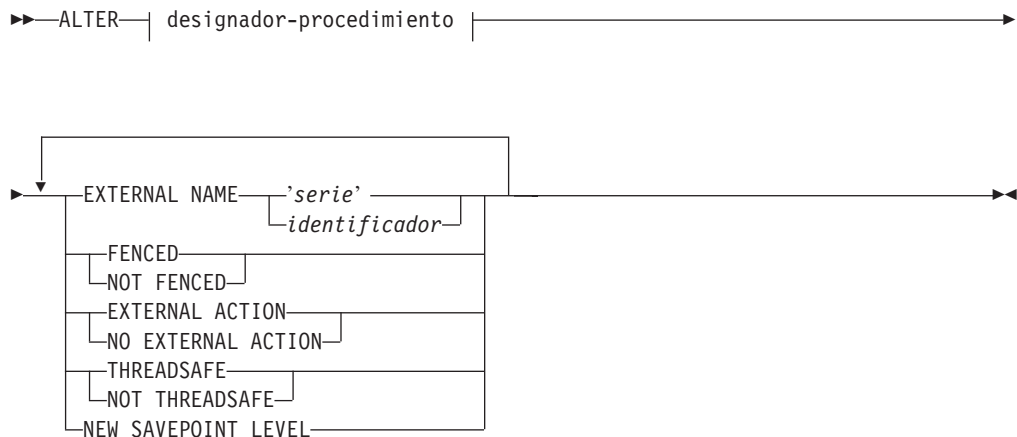 ALTER designador-procedimiento
EXTERNAL NAME 'serie'
identificador
FENCED
NOT FENCED
EXTERNAL ACTION
NO EXTERNAL ACTION
THREADSAFE
NOT THREADSAFE
NEW SAVEPOINT LEVEL